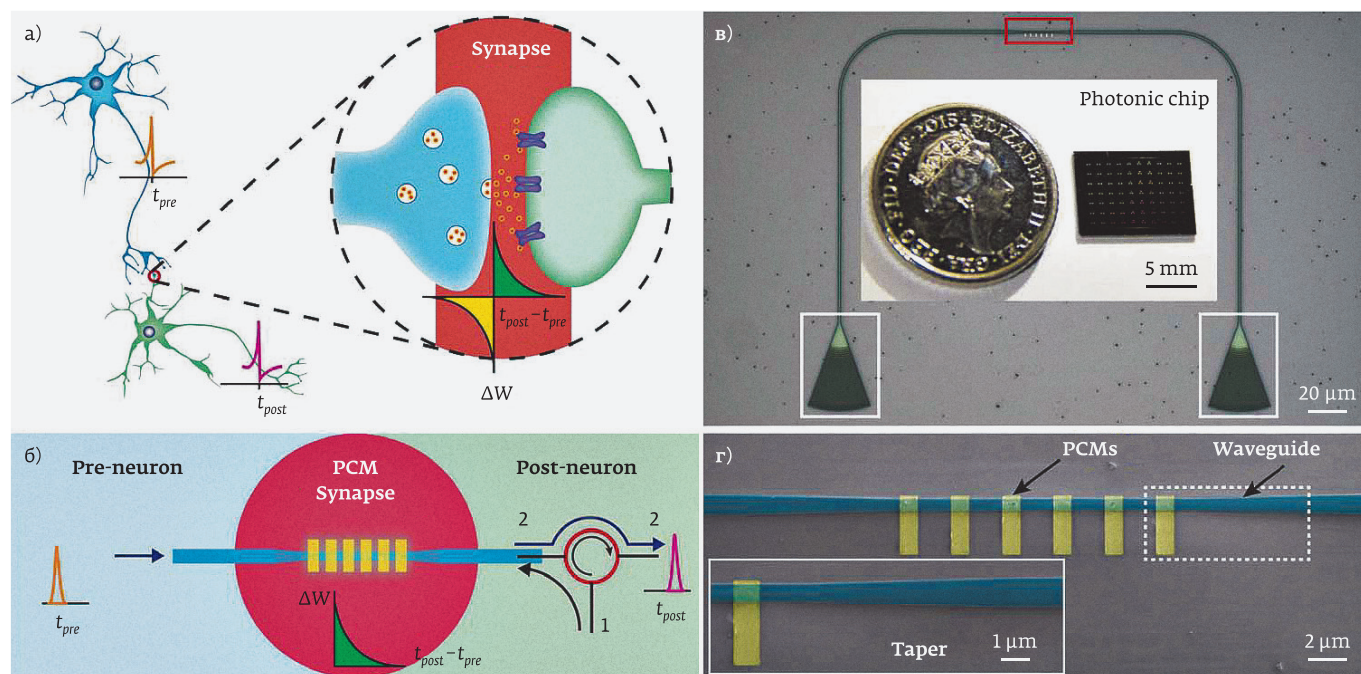 а)
Synapse
t_pre
t_post – t_pre
ΔW
t_post
в)
Photonic chip
5 mm
20 µm
б)
Pre-neuron
PCM
Synapse
Post-neuron
2
2
1
t_pre
ΔW
t_post – t_pre
t_post
г)
PCMs
Waveguide
Taper
1 µm
2 µm